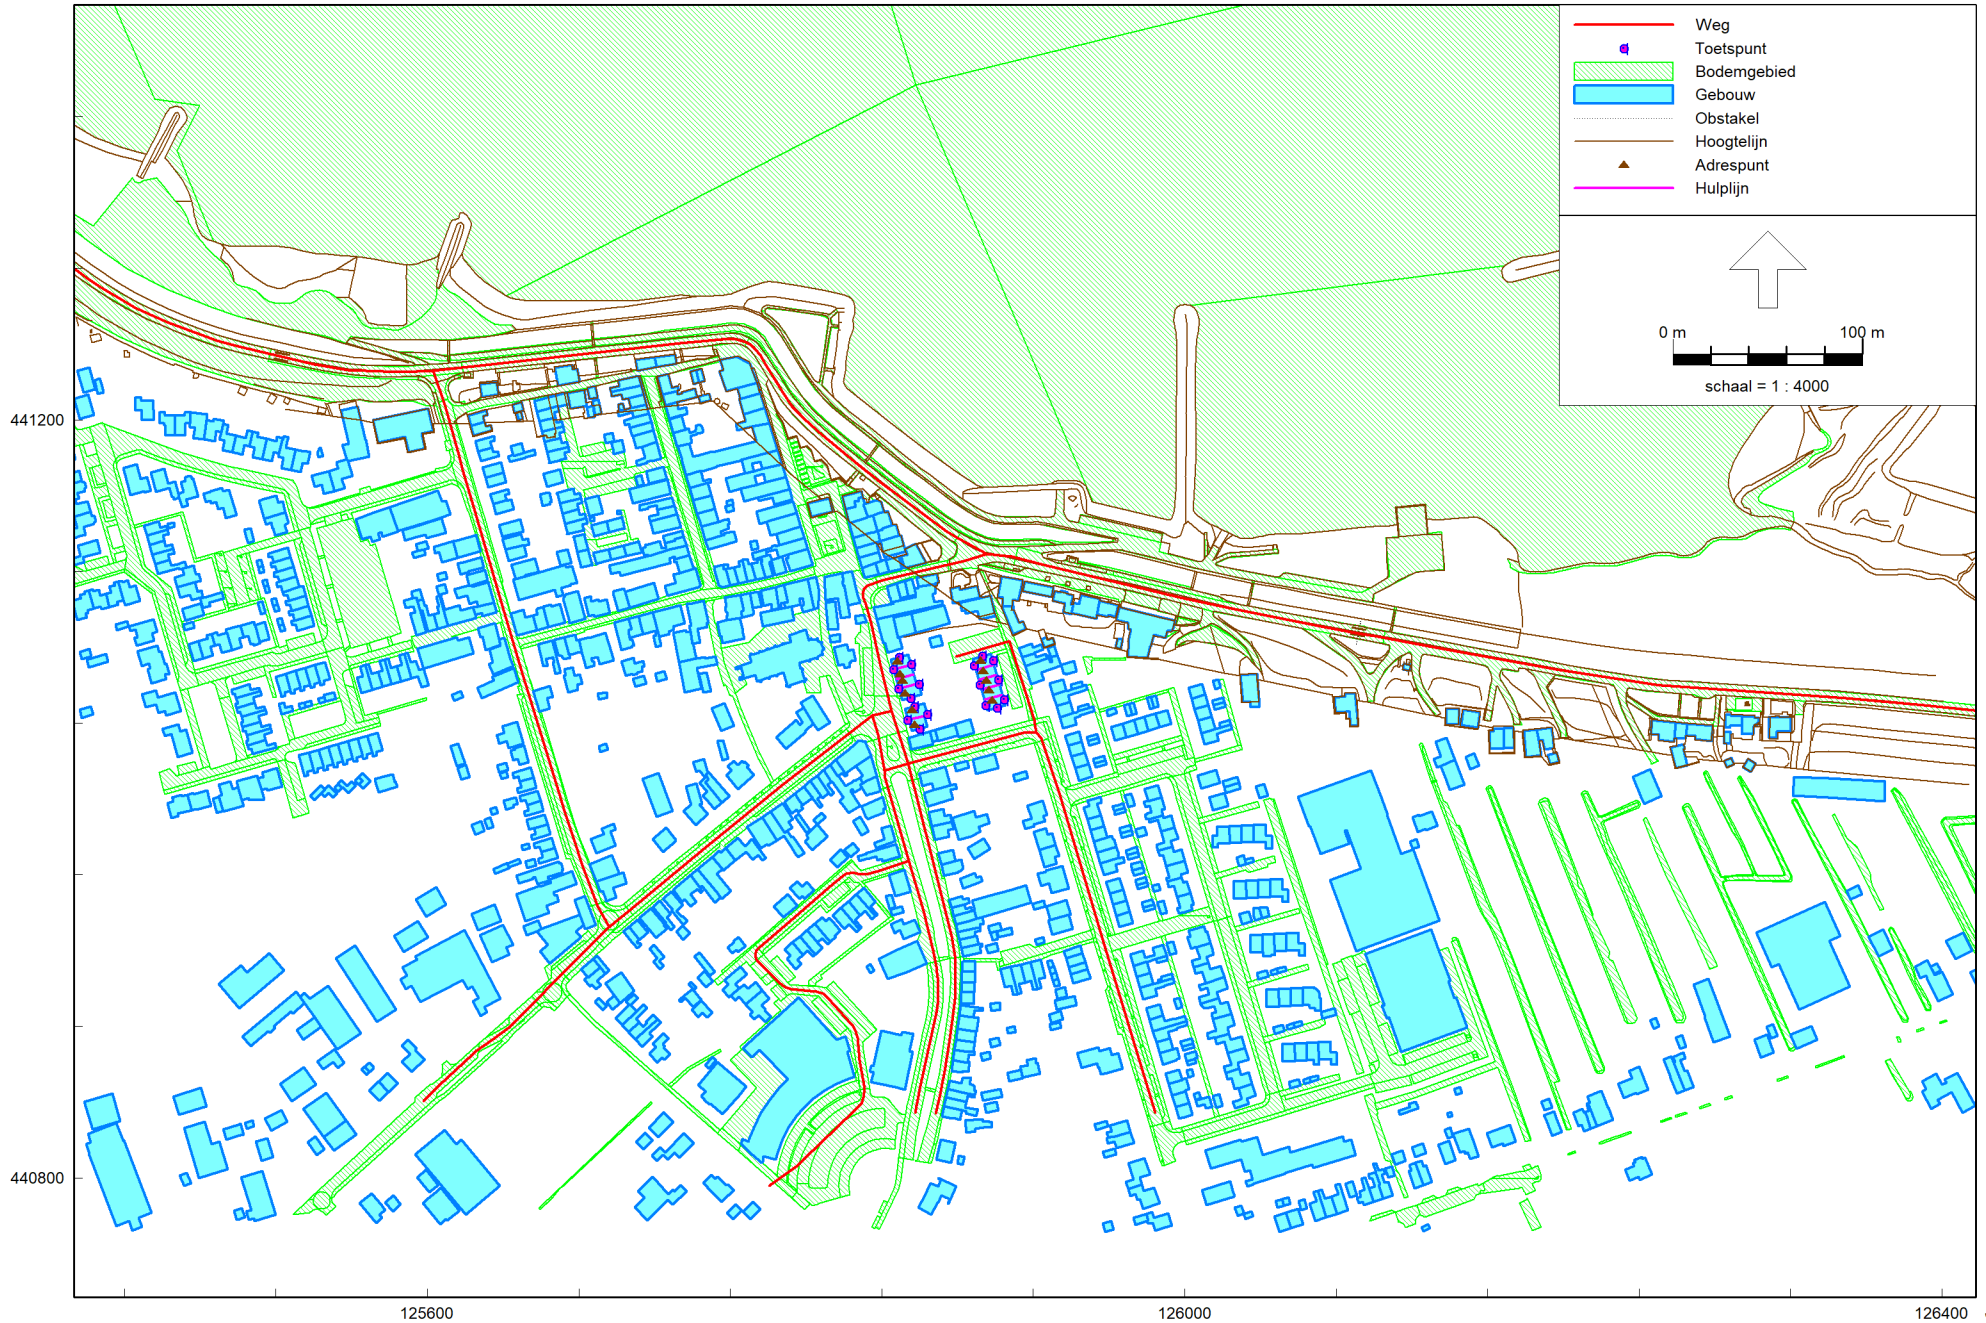 Weg
Toetspunt
Bodemgebied
Gebouw
Obstakel
Hoogtelijn
Adrespunt
Hulplijn
0 m 100 m
schaal = 1 : 4000
441200
440800
125600 126000 126400